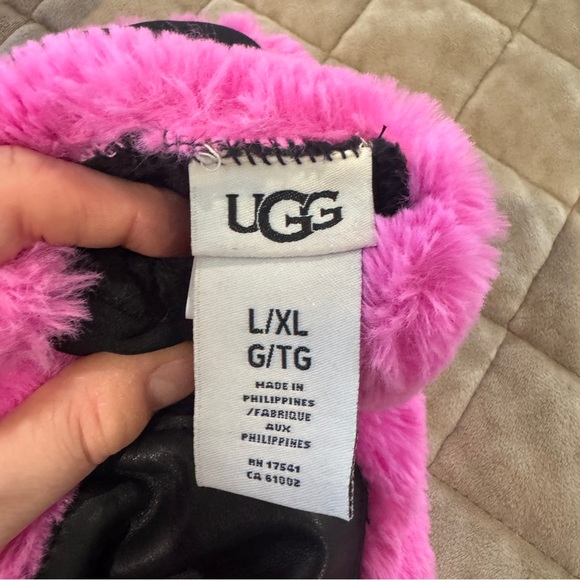 UGG
L/XL
G/TG
MADE IN
PHILIPPINES
/FABRIQUE
AUX
PHILIPPINES
RN 17541
CA 61002